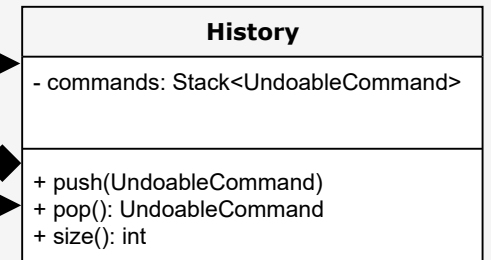 History
- commands: Stack<UndoableCommand>
+ push(UndoableCommand)
+ pop(): UndoableCommand
+ size(): int